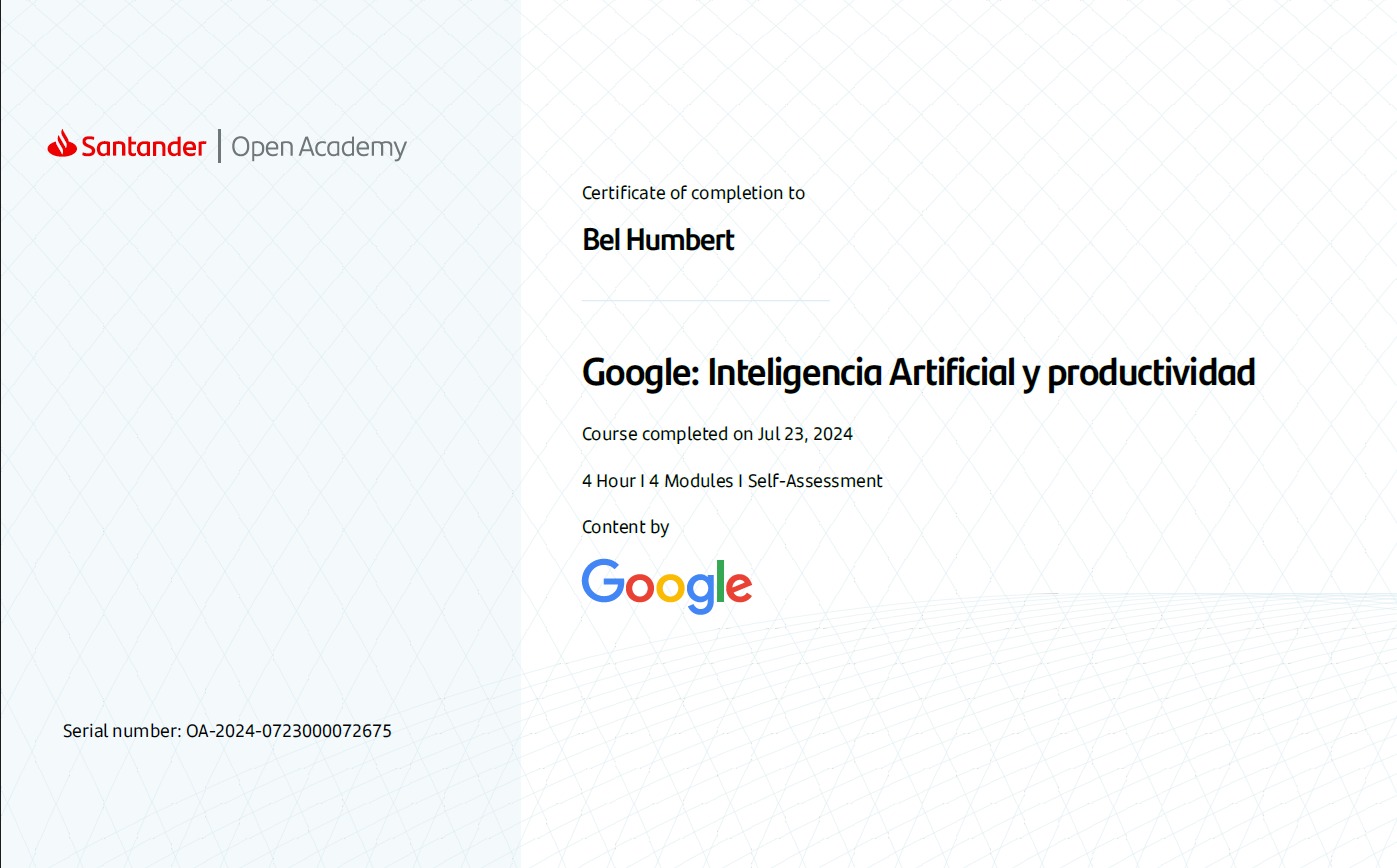 Santander | Open Academy
Certificate of completion to
Bel Humbert
Google: Inteligencia Artificial y productividad
Course completed on Jul 23, 2024
4 Hour I 4 Modules I Self-Assessment
Content by
Google
Serial number: OA-2024-0723000072675